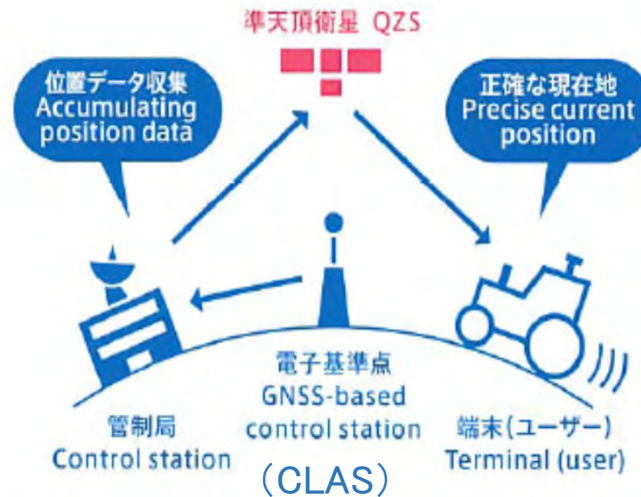 準天頂衛星 QZS
位置データ収集
Accumulating
position data
正確な現在地
Precise current
position
電子基準点
GNSS-based
control station
管制局
Control station
端末(ユーザー)
Terminal (user)
(CLAS)